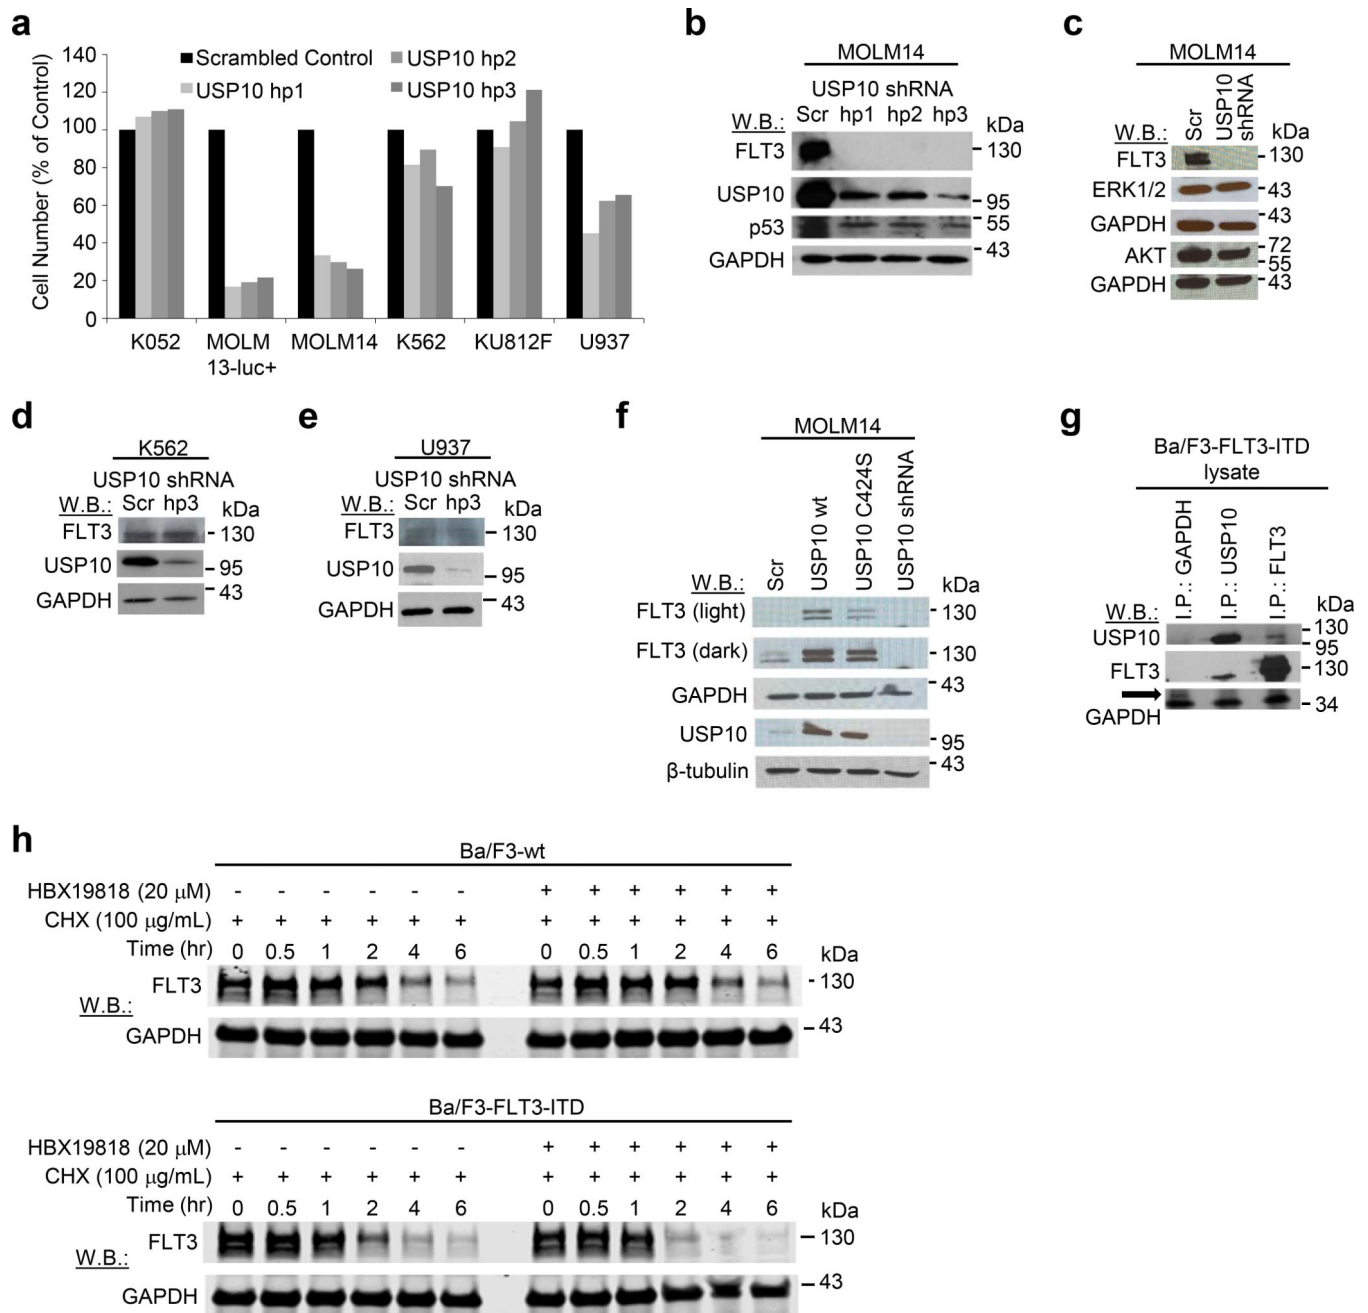 a
Scrambled Control
USP10 hp2
USP10 hp1
USP10 hp3
Cell Number (% of Control)
140
120
100
80
60
40
20
0
K052
MOLM
13-luc+
MOLM14
K562
KU812F
U937
b
MOLM14
USP10 shRNA
W.B.: Scr hp1 hp2 hp3 kDa
FLT3 - 130
USP10 - 95
p53 - 55
GAPDH - 43
c
MOLM14
W.B.: Scr USP10 shRNA kDa
FLT3 - 130
ERK1/2 - 43
GAPDH - 43
AKT - 72
- 55
GAPDH - 43
d
K562
USP10 shRNA
W.B.: Scr hp3 kDa
FLT3 - 130
USP10 - 95
GAPDH - 43
e
U937
USP10 shRNA
W.B.: Scr hp3 kDa
FLT3 - 130
USP10 - 95
GAPDH - 43
f
MOLM14
W.B.: Scr USP10 wt USP10 C424S USP10 shRNA kDa
FLT3 (light) - 130
FLT3 (dark) - 130
GAPDH - 43
USP10 - 95
β-tubulin - 43
g
Ba/F3-FLT3-ITD
lysate
W.B.: I.P.: GAPDH I.P.: USP10 I.P.: FLT3 kDa
USP10 - 130
- 95
FLT3 - 130
GAPDH - 34
h
Ba/F3-wt
HBX19818 (20 μM) - - - - - - + + + + + +
CHX (100 μg/mL) + + + + + + + + + + + +
Time (hr) 0 0.5 1 2 4 6 0 0.5 1 2 4 6 kDa
FLT3 - 130
W.B.:
GAPDH - 43
Ba/F3-FLT3-ITD
HBX19818 (20 μM) - - - - - - + + + + + +
CHX (100 μg/mL) + + + + + + + + + + + +
Time (hr) 0 0.5 1 2 4 6 0 0.5 1 2 4 6 kDa
FLT3 - 130
W.B.:
GAPDH - 43